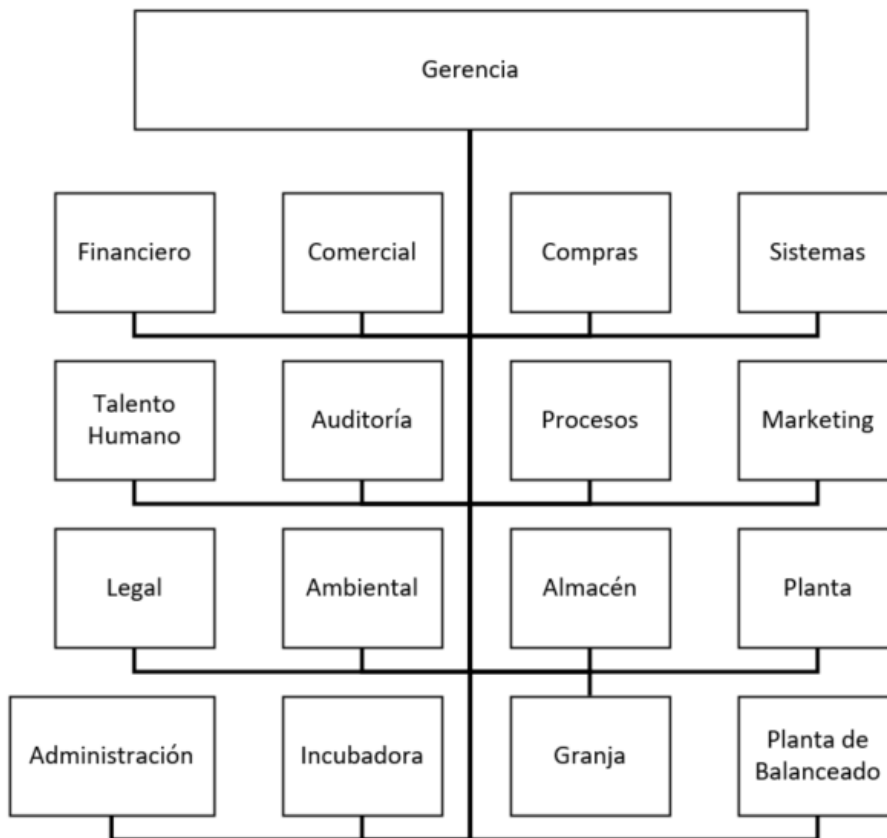 Gerencia
Financiero
Comercial
Compras
Sistemas
Talento
Humano
Auditoría
Procesos
Marketing
Legal
Ambiental
Almacén
Planta
Administración
Incubadora
Granja
Planta de
Balanceado